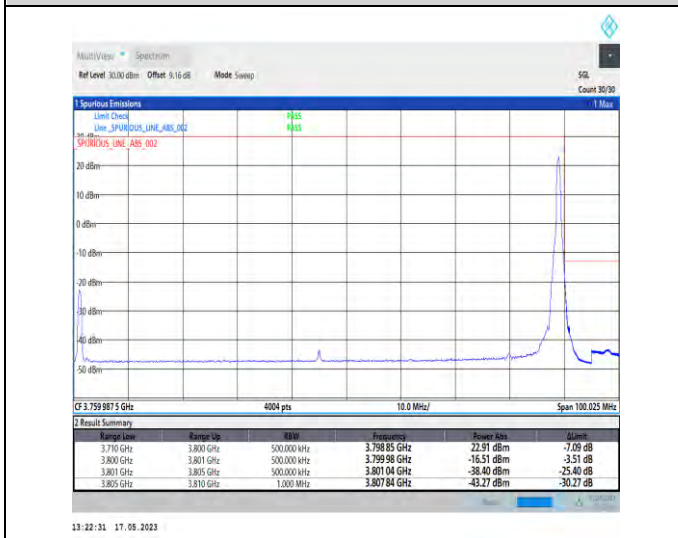 MultiView Spectrum
Ref Level 30.00 dBm Offset 9.16 dB Mode Sweep SGL
Count 30/30
1 Spurious Emissions 1 Max
Limit Check PASS
Line _SPURIOUS_LINE_ABS_002 PASS
_SPURIOUS_LINE_ABS_002
20 dBm
10 dBm
0 dBm
-10 dBm
-20 dBm
-30 dBm
-40 dBm
-50 dBm
CF 3.759 987 5 GHz 4004 pts 10.0 MHz/ Span 100.025 MHz
2 Result Summary
Range Low Range Up RBW Frequency Power Abs ΔLimit
3.710 GHz 3.800 GHz 500.000 kHz 3.798 85 GHz 22.91 dBm -7.09 dB
3.800 GHz 3.801 GHz 500.000 kHz 3.799 98 GHz -16.51 dBm -3.51 dB
3.801 GHz 3.805 GHz 500.000 kHz 3.801 04 GHz -38.40 dBm -25.40 dB
3.805 GHz 3.810 GHz 1.000 MHz 3.807 84 GHz -43.27 dBm -30.27 dB
13:22:31 17.05.2023